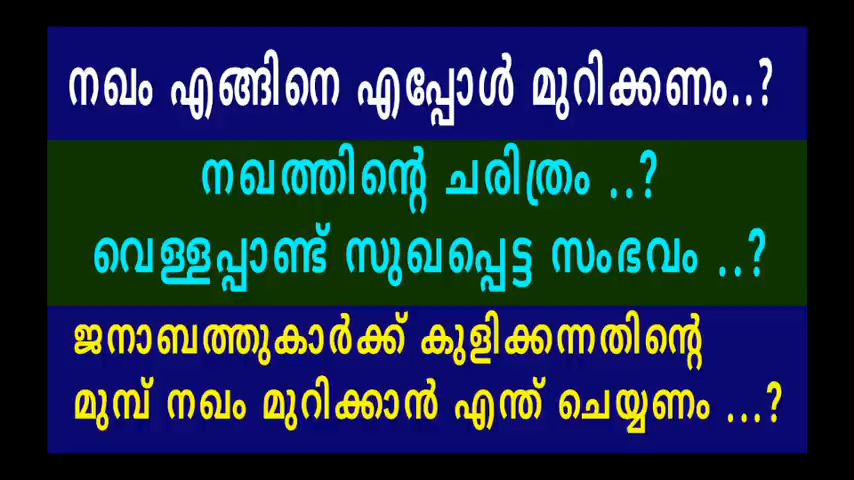 നഖം എങ്ങിനെ എപ്പോൾ മുറിക്കണം..?
നഖത്തിന്റെ ചരിത്രം ..?
വെള്ളപ്പാണ്ട് സുഖപ്പെട്ട സംഭവം ..?
ജനാബത്തുകാർക്ക് കുളിക്കന്നതിന്റെ
മുമ്പ് നഖം മുറിക്കാൻ എന്ത് ചെയ്യണം ...?